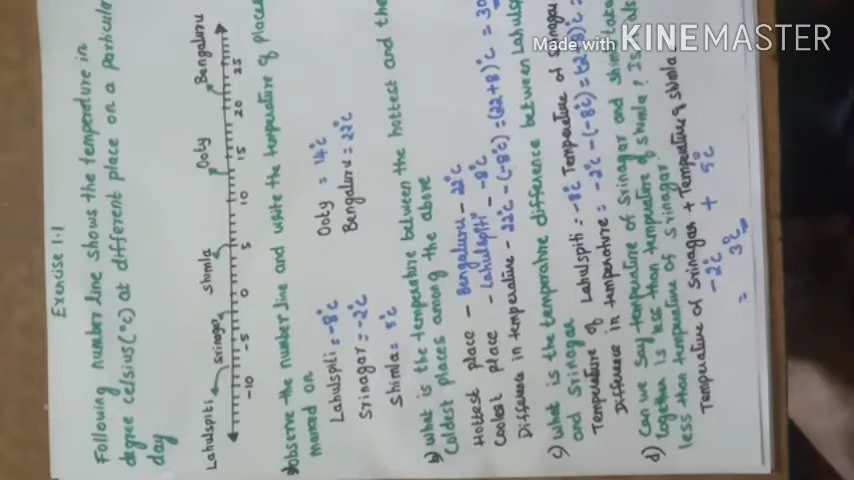 Made with KINEMASTER
Exercise 1.1
Following number line shows the temperature in
degree celsius (°c) at different place on a particular
day
Lahulspiti Srinagar Shimla Ooty Bengaluru
-10 -5 0 5 10 15 20 25
observe the number line and write the temperature of places
marked on
Lahulspiti = -8°C Ooty = 14°C
Srinagar = -2°C Bengaluru = 22°C
Shimla = 5°C
b) What is the temperature between the hottest and the
Coldest places among the above
Hottest place - Bengaluru - 22°C
Coolest place - Lahulspiti - -8°C
Difference in temperature - 22°C - (-8°C) = (22+8)°C = 30
c) What is the temperature difference between Lahulspiti
and Srinagar
Temperature of Lahulspiti = -8°C Temperature of Srinagar
Difference in temperature = -2°C - (-8°C) =
d) Can we say temperature of Srinagar and Shimla
together is less than temperature of Shimla? Is
less than temperature of Srinagar.
Temperature of Srinagar + Temperature of Shimla
-2°C + 5°C
= 3°C